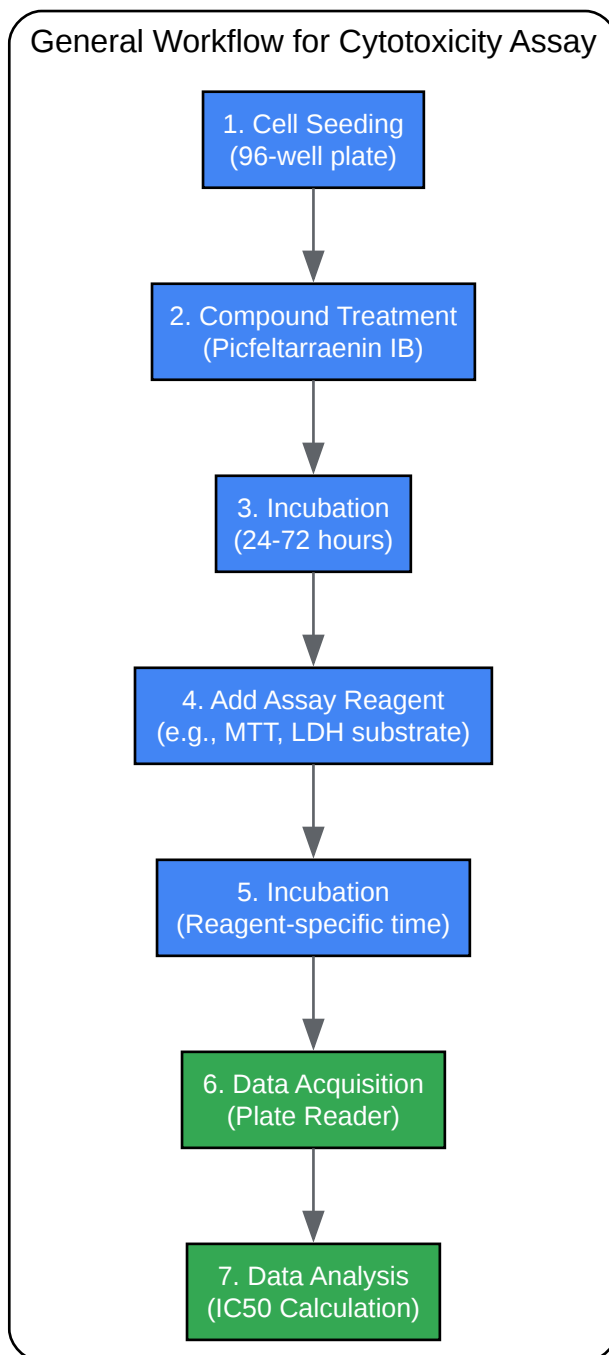 General Workflow for Cytotoxicity Assay
1. Cell Seeding
(96-well plate)
2. Compound Treatment
(Picfeltarraenin IB)
3. Incubation
(24-72 hours)
4. Add Assay Reagent
(e.g., MTT, LDH substrate)
5. Incubation
(Reagent-specific time)
6. Data Acquisition
(Plate Reader)
7. Data Analysis
(IC50 Calculation)